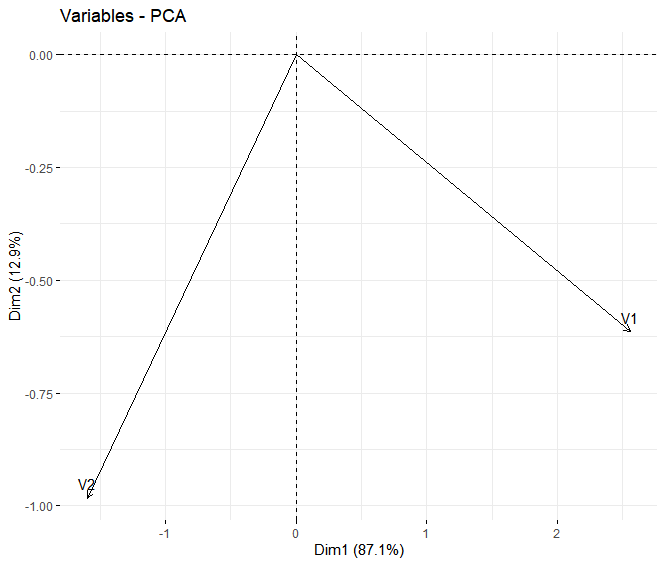 Variables - PCA
0.00
-0.25
-0.50
-0.75
-1.00
Dim2 (12.9%)
V1
V2
-1
0
1
2
Dim1 (87.1%)